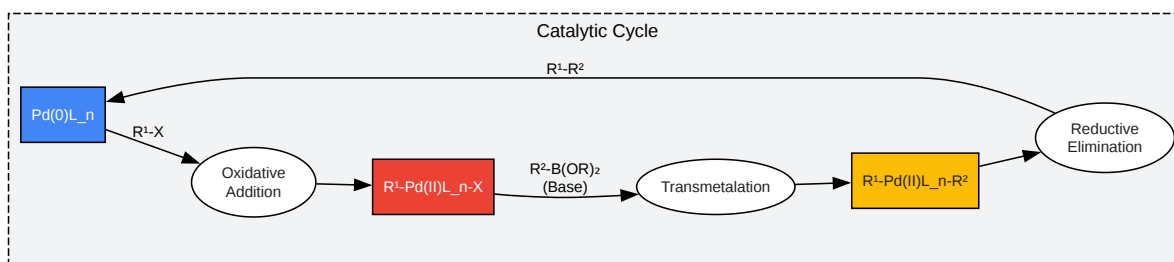 Catalytic Cycle
R¹-R²
Pd(0)L_n
R¹-X
Oxidative
Addition
R¹-Pd(II)L_n-X
R²-B(OR)₂
(Base)
Transmetalation
R¹-Pd(II)L_n-R²
Reductive
Elimination